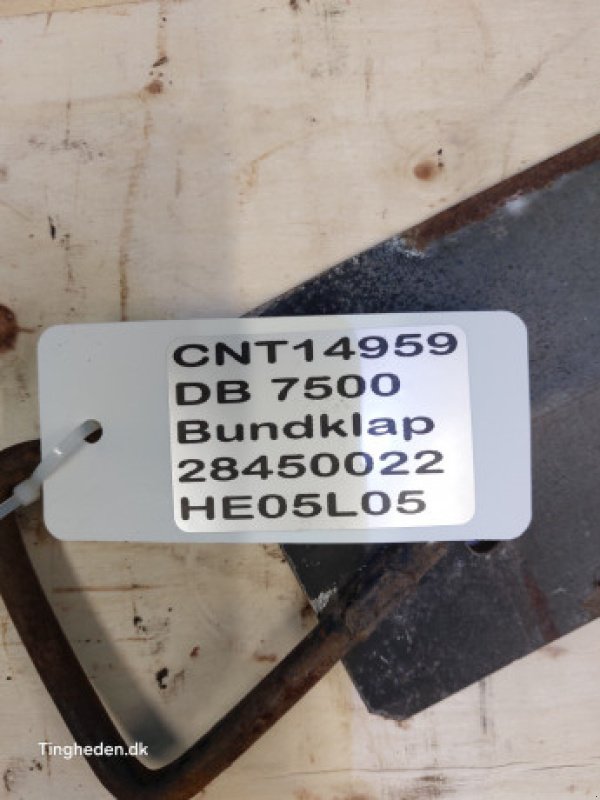 CNT14959
DB 7500
Bundklap
28450022
HE05L05
Tingheden.dk